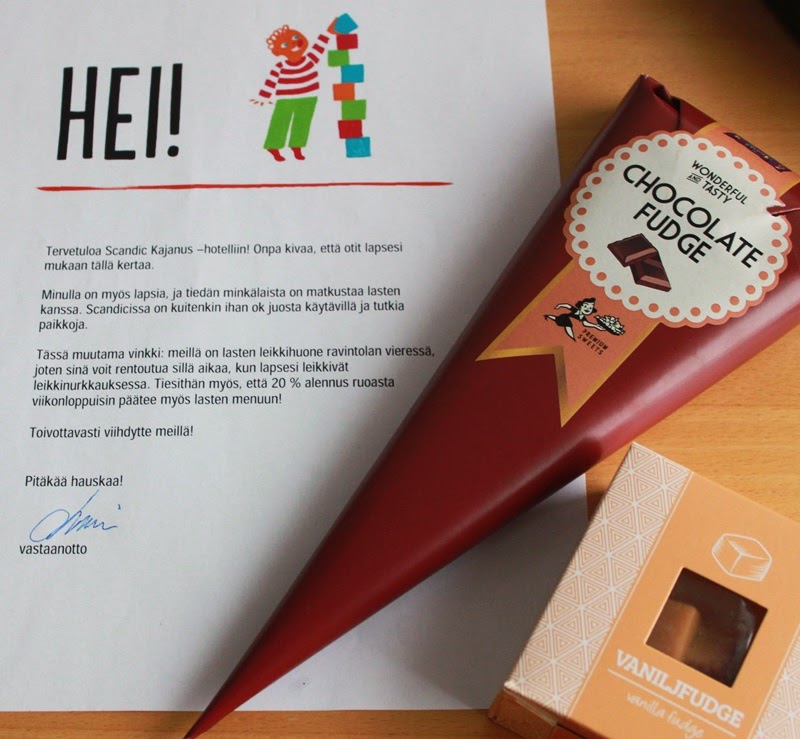 HEI!
Tervetuloa Scandic Kajanus –hotelliin! Onpa kivaa, että otit lapsesi
mukaan tällä kertaa.
Minulla on myös lapsia, ja tiedän minkälaista on matkustaa lasten
kanssa. Scandicissa on kuitenkin ihan ok juosta käytävillä ja tutkia
paikkoja.
Tässä muutama vinkki: meillä on lasten leikkihuone ravintolan vieressä,
joten sinä voit rentoutua sillä aikaa, kun lapsesi leikkivät
leikkinurkkauksessa. Tiesithän myös, että 20 % alennus ruoasta
viikonloppuisin päätee myös lasten menuun!
Toivottavasti viihdytte meillä!
Pitäkää hauskaa!
vastaanotto
WONDERFUL
AND TASTY
CHOCOLATE
FUDGE
PREMIUM
SWEETS
VANILJFUDGE
vanilla fudge